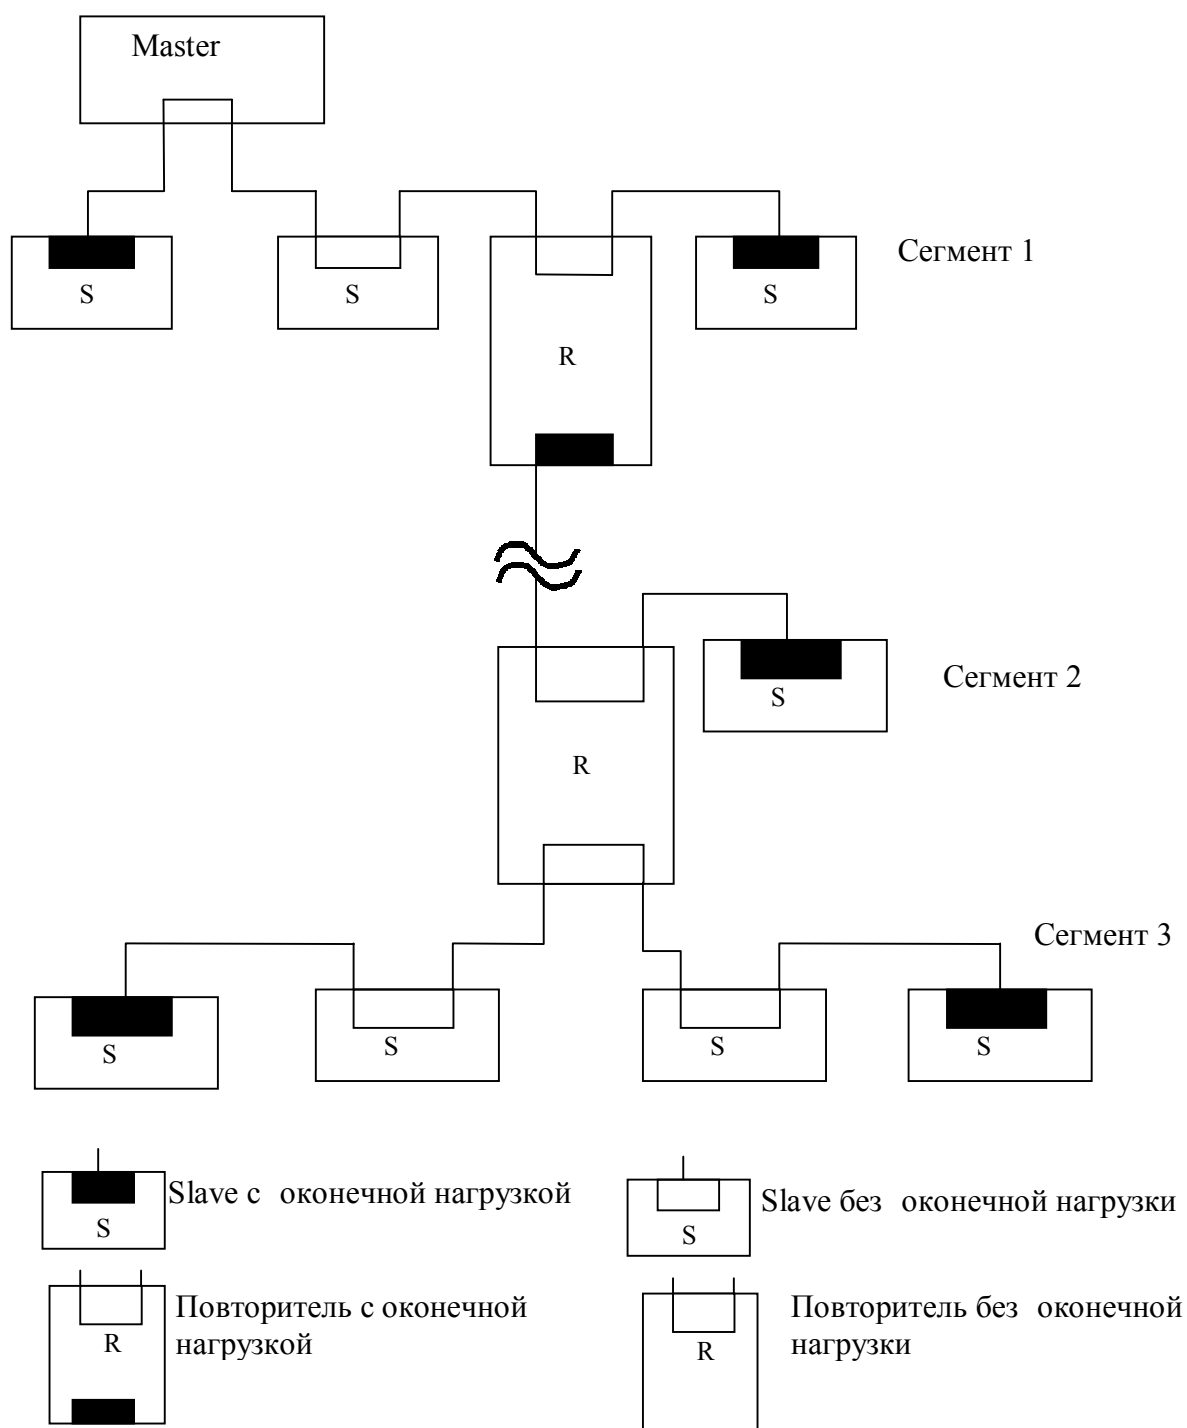 Master
S
S
S
Сегмент 1
R
S
Сегмент 2
R
Сегмент 3
S
S
S
S
Slave с оконечной нагрузкой
S
Slave без оконечной нагрузки
S
Повторитель с оконечной
нагрузкой
R
Повторитель без оконечной
нагрузки
R